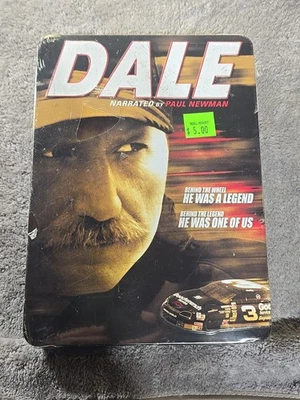 DALE
NARRATED BY PAUL NEWMAN
$5.00
BEHIND THE WHEEL
HE WAS A LEGEND
BEHIND THE LEGEND
HE WAS ONE OF US
3